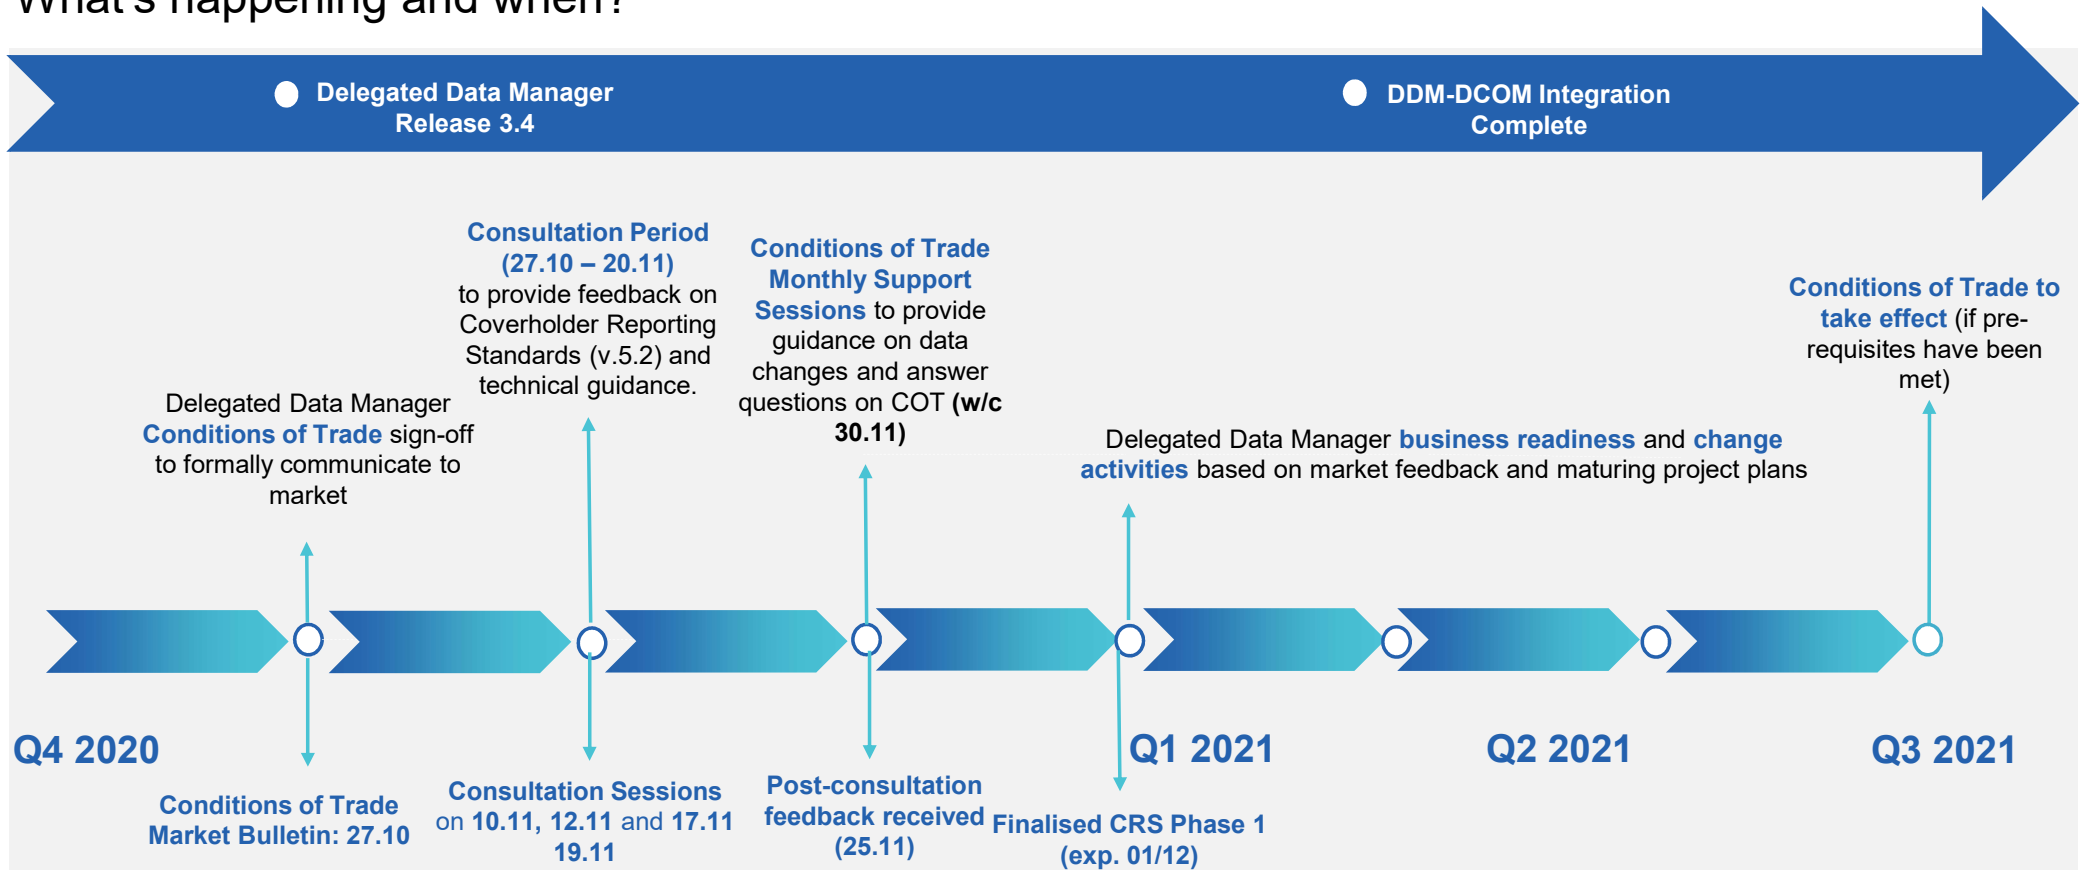 What's happening and when?
Delegated Data Manager
Release 3.4
DDM-DCOM Integration
Complete
Consultation Period
(27.10 – 20.11)
to provide feedback on
Coverholder Reporting
Standards (v.5.2) and
technical guidance.
Conditions of Trade
Monthly Support
Sessions to provide
guidance on data
changes and answer
questions on COT (w/c
30.11)
Conditions of Trade to
take effect (if pre-
requisites have been
met)
Delegated Data Manager
Conditions of Trade sign-off
to formally communicate to
market
Delegated Data Manager business readiness and change
activities based on market feedback and maturing project plans
Q4 2020
Q1 2021
Q2 2021
Q3 2021
Conditions of Trade
Market Bulletin: 27.10
Consultation Sessions
on 10.11, 12.11 and 17.11
19.11
Post-consultation
feedback received
(25.11)
Finalised CRS Phase 1
(exp. 01/12)